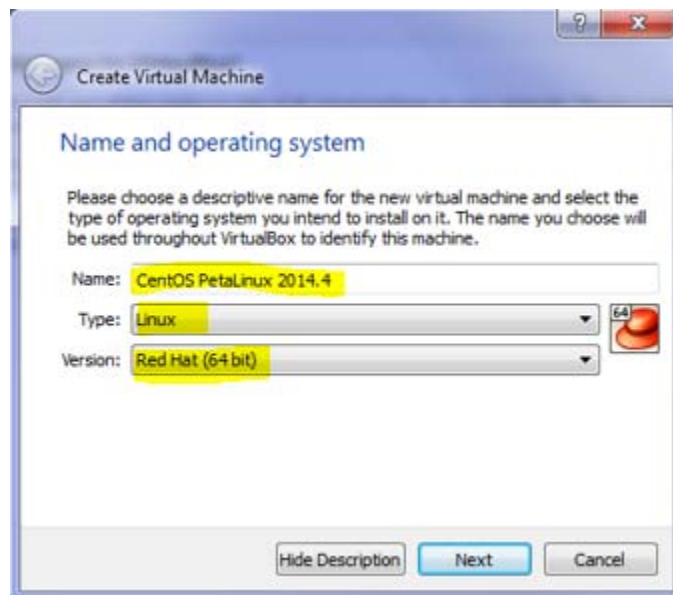 Create Virtual Machine
Name and operating system
Please choose a descriptive name for the new virtual machine and select the
type of operating system you intend to install on it. The name you choose will
be used throughout VirtualBox to identify this machine.
Name: CentOS PetaLinux 2014.4
Type: Linux
64
Version: Red Hat (64 bit)
Hide Description Next Cancel